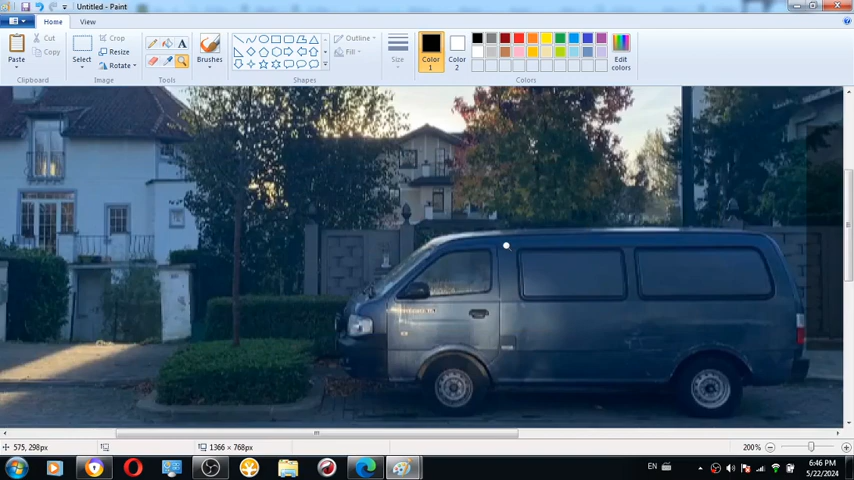 Untitled - Paint
Home
View
Paste
Cut
Copy
Clipboard
Select
Crop
Resize
Rotate
Image
Tools
Brushes
Shapes
Outline
Fill
Size
Color 1
Color 2
Edit colors
Colors
575, 298px
1366 × 768px
200%
EN
6:46 PM
5/22/2024